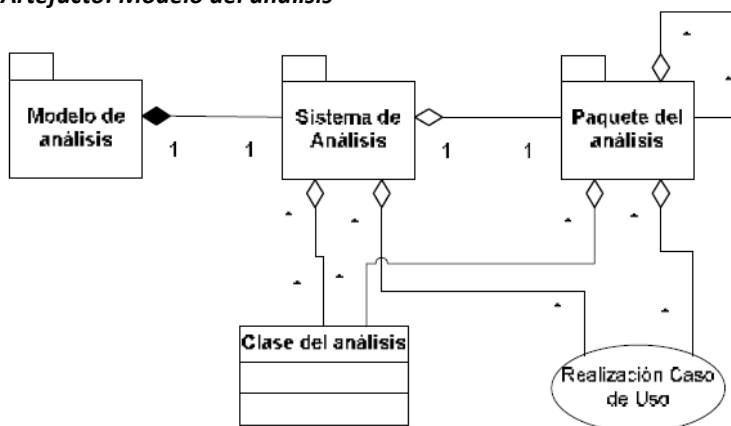 Artefacto: Modelo del análisis
Modelo de
análisis
1
1
Sistema de
Análisis
1
1
Paquete del
análisis
*
*
*
*
*
*
*
*
*
*
Clase del análisis
Realización Caso
de Uso